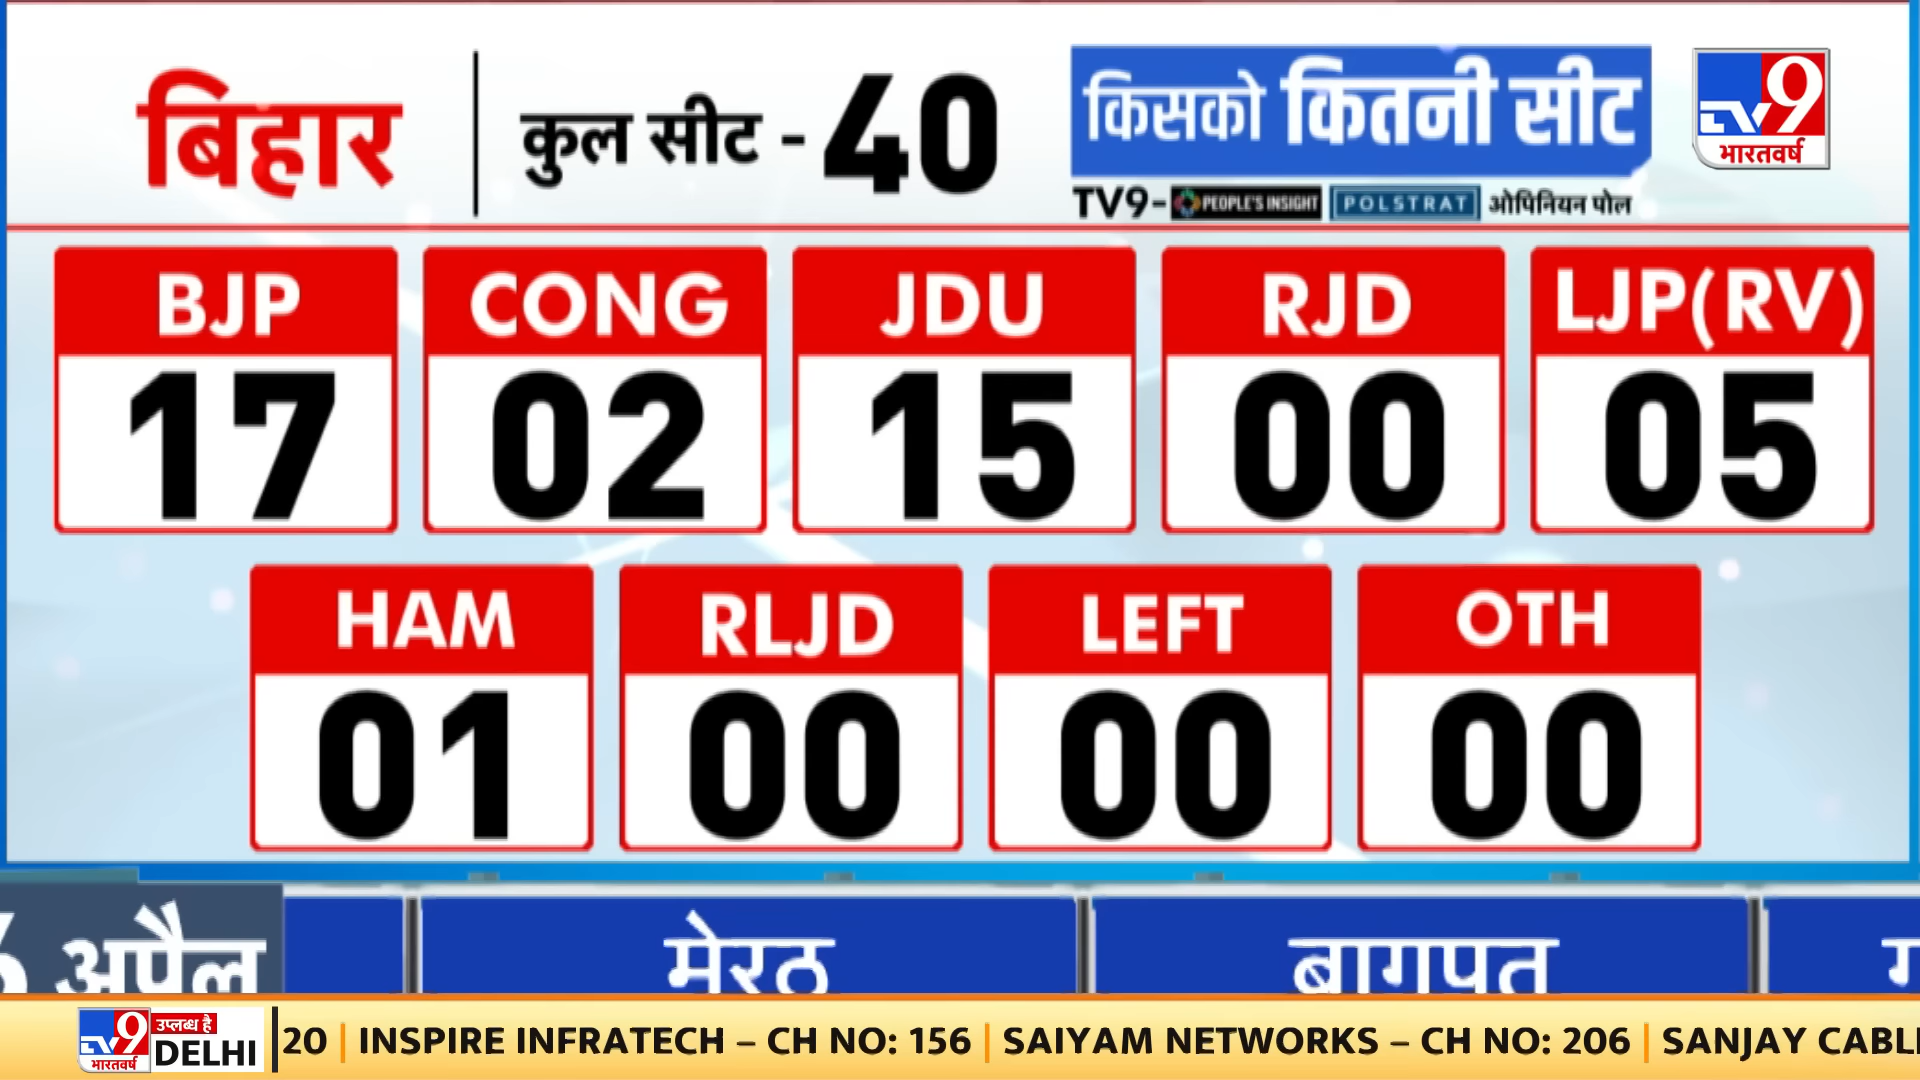 बिहार
कुल सीट - 40
किसको कितनी सीट
TV9
भारतवर्ष
TV9- PEOPLE'S INSIGHT POLSTRAT ओपिनियन पोल
BJP CONG JDU RJD LJP(RV)
17 02 15 00 05
HAM RLJD LEFT OTH
01 00 00 00
6 अप्रैल मेरठ बागपत
TV9 भारतवर्ष उपलब्ध है DELHI
20 | INSPIRE INFRATECH – CH NO: 156 | SAIYAM NETWORKS – CH NO: 206 | SANJAY CABL